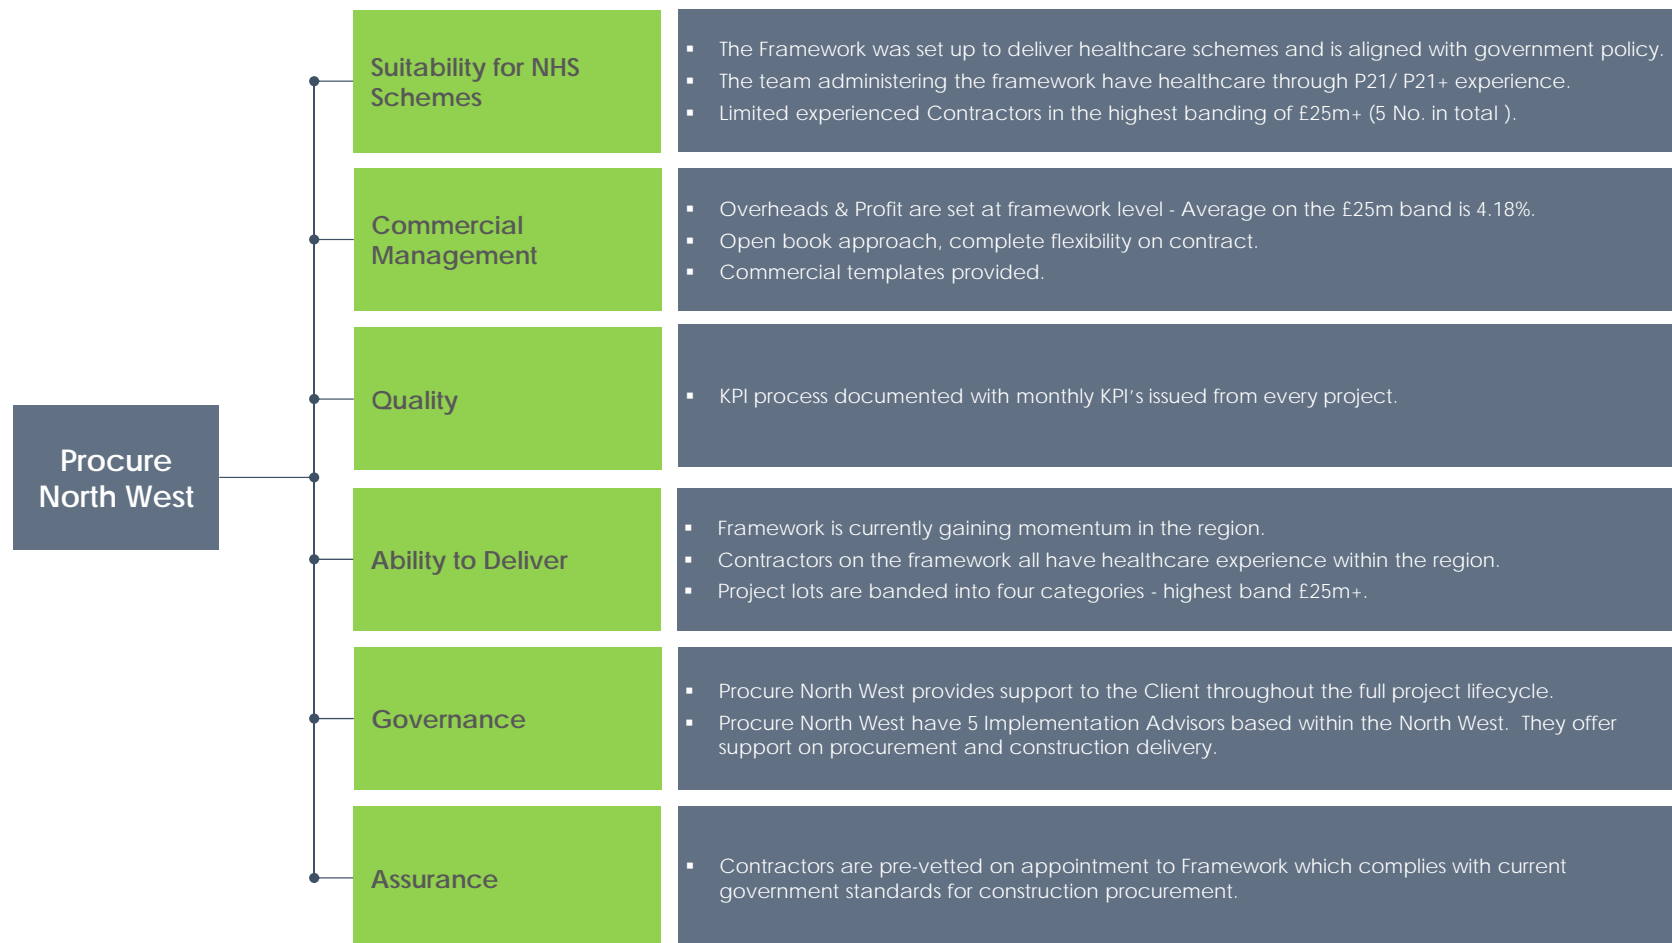 Procure
North West
Suitability for NHS
Schemes
▪ The Framework was set up to deliver healthcare schemes and is aligned with government policy.
▪ The team administering the framework have healthcare through P21/ P21+ experience.
▪ Limited experienced Contractors in the highest banding of £25m+ (5 No. in total ).
Commercial
Management
▪ Overheads & Profit are set at framework level - Average on the £25m band is 4.18%.
▪ Open book approach, complete flexibility on contract.
▪ Commercial templates provided.
Quality
▪ KPI process documented with monthly KPI's issued from every project.
Ability to Deliver
▪ Framework is currently gaining momentum in the region.
▪ Contractors on the framework all have healthcare experience within the region.
▪ Project lots are banded into four categories - highest band £25m+.
Governance
▪ Procure North West provides support to the Client throughout the full project lifecycle.
▪ Procure North West have 5 Implementation Advisors based within the North West. They offer
support on procurement and construction delivery.
Assurance
▪ Contractors are pre-vetted on appointment to Framework which complies with current
government standards for construction procurement.